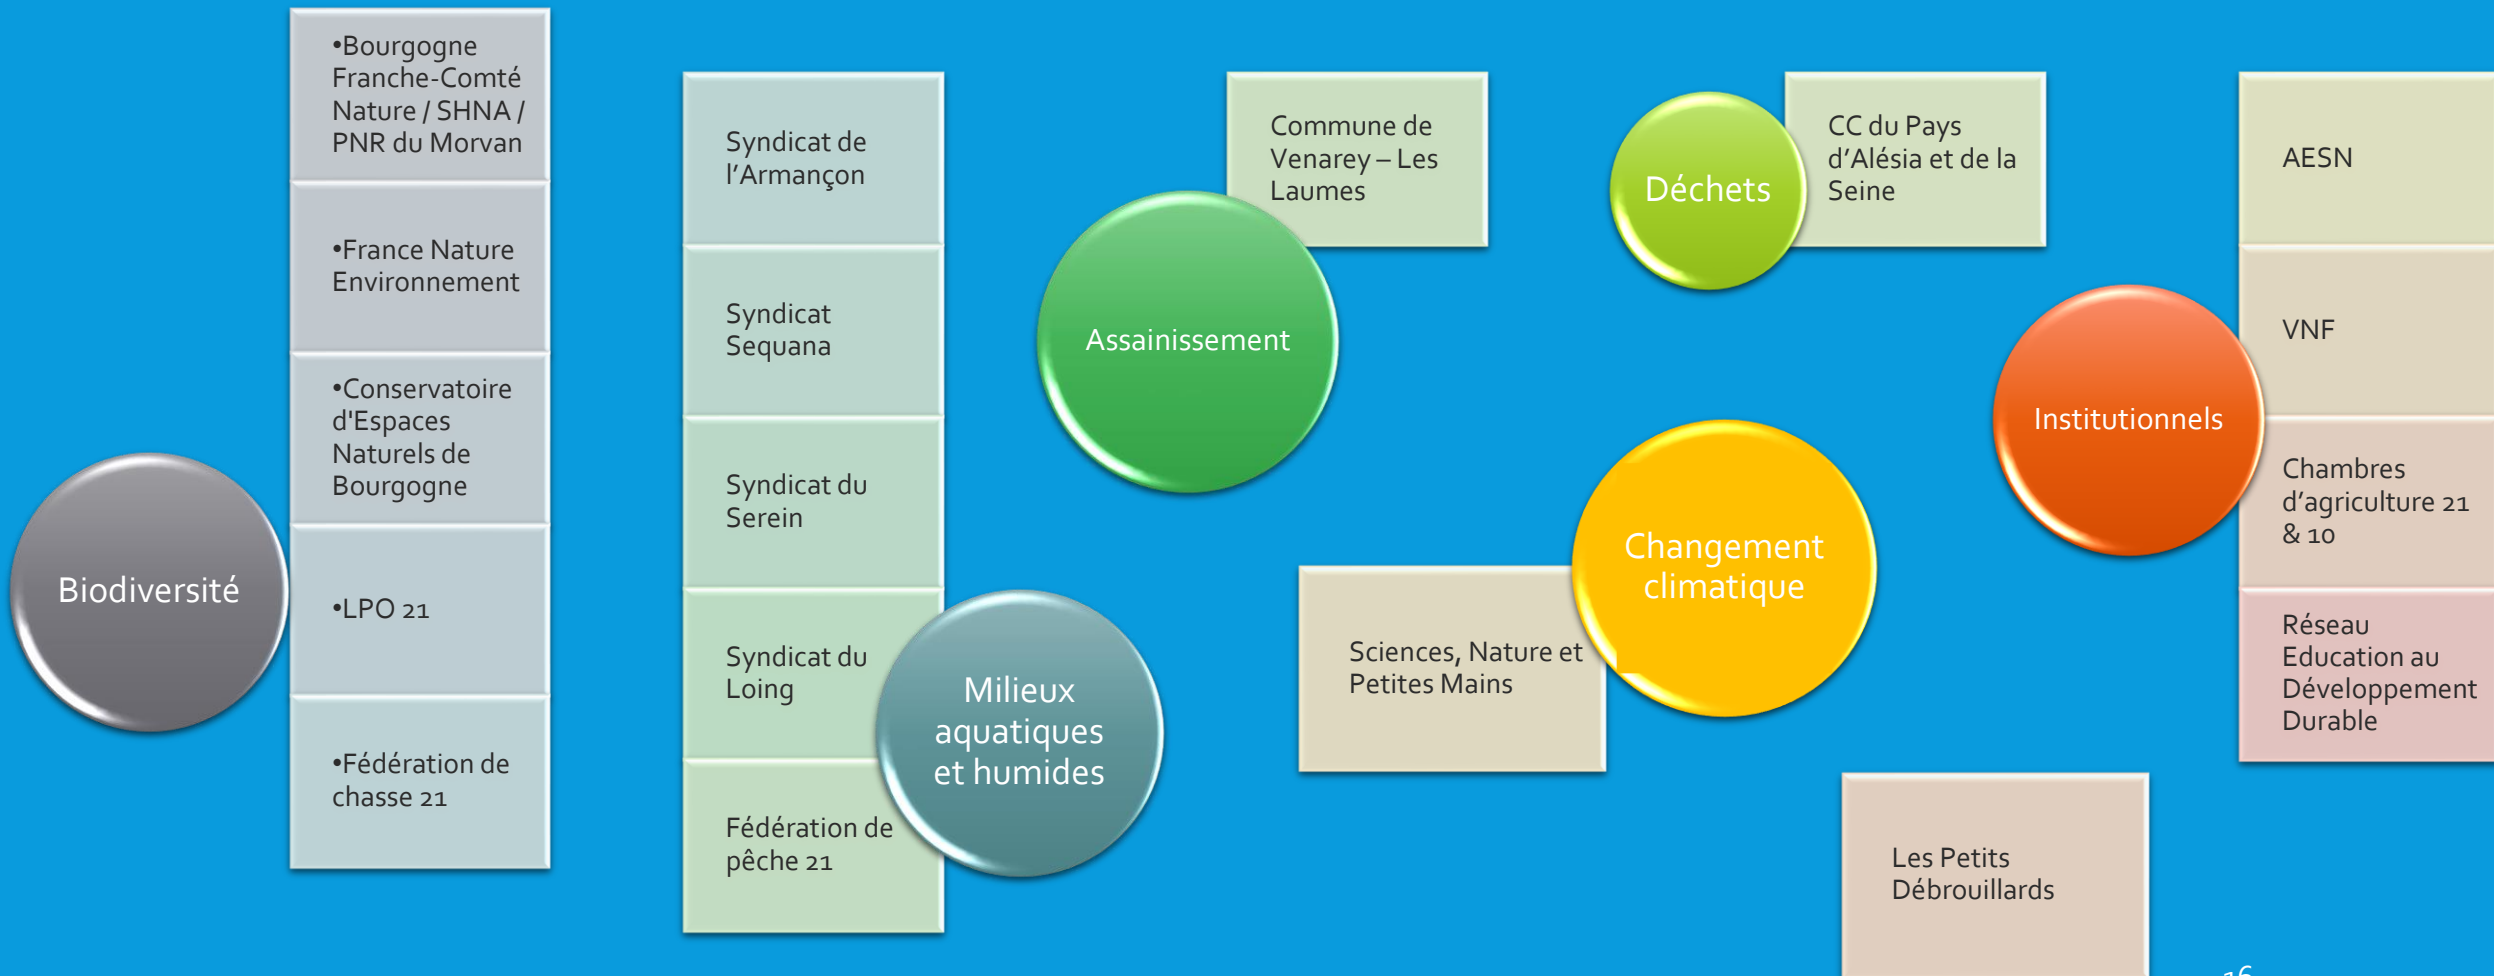 •Bourgogne
Franche-Comté
Nature / SHNA /
PNR du Morvan
•France Nature
Environnement
•Conservatoire
d'Espaces
Naturels de
Bourgogne
•LPO 21
•Fédération de
chasse 21
Biodiversité
Syndicat de
l’Armançon
Syndicat
Sequana
Syndicat du
Serein
Syndicat du
Loing
Fédération de
pêche 21
Milieux
aquatiques
et humides
Commune de
Venarey – Les
Laumes
Assainissement
Déchets
CC du Pays
d’Alésia et de la
Seine
Changement
climatique
Sciences, Nature et
Petites Mains
Les Petits
Débrouillards
Institutionnels
AESN
VNF
Chambres
d’agriculture 21
& 10
Réseau
Education au
Développement
Durable
16